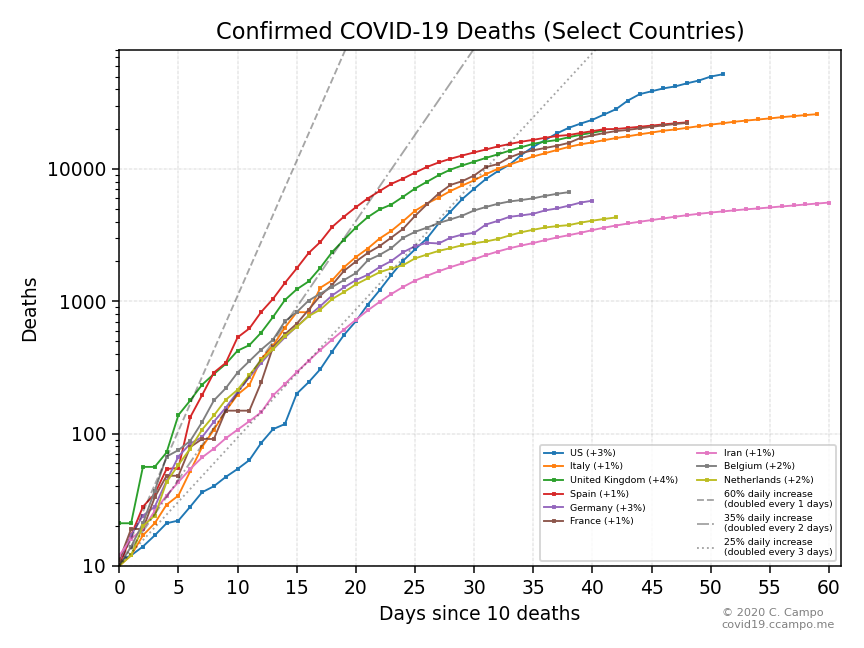 Confirmed COVID-19 Deaths (Select Countries)
Deaths
10000
1000
100
10
0 5 10 15 20 25 30 35 40 45 50 55 60
Days since 10 deaths
US (+3%)
Italy (+1%)
United Kingdom (+4%)
Spain (+1%)
Germany (+3%)
France (+1%)
Iran (+1%)
Belgium (+2%)
Netherlands (+2%)
60% daily increase
(doubled every 1 days)
35% daily increase
(doubled every 2 days)
25% daily increase
(doubled every 3 days)
© 2020 C. Campo
covid19.ccampo.me